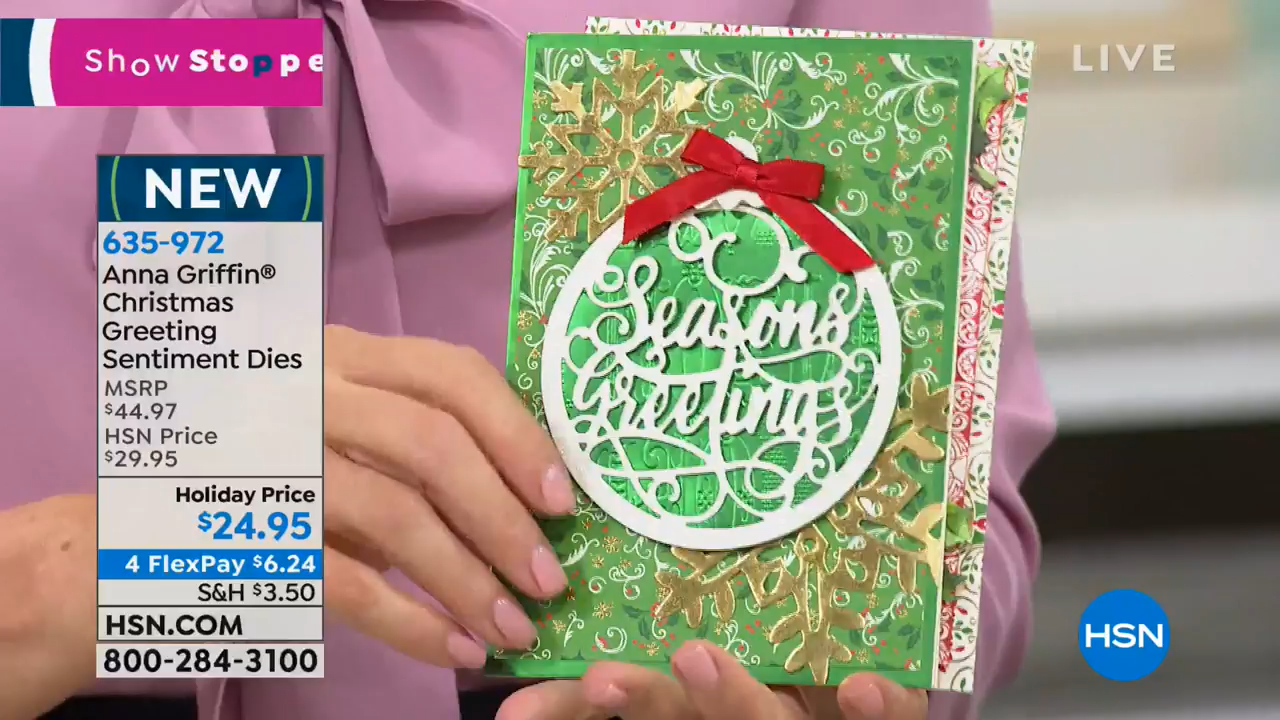 Show Stoppe
LIVE
NEW
635-972
Anna Griffin®
Christmas
Greeting
Sentiment Dies
MSRP
$44.97
HSN Price
$29.95
Holiday Price
$24.95
4 FlexPay $6.24
S&H $3.50
HSN.COM
800-284-3100
Seasons
Greetings
HSN